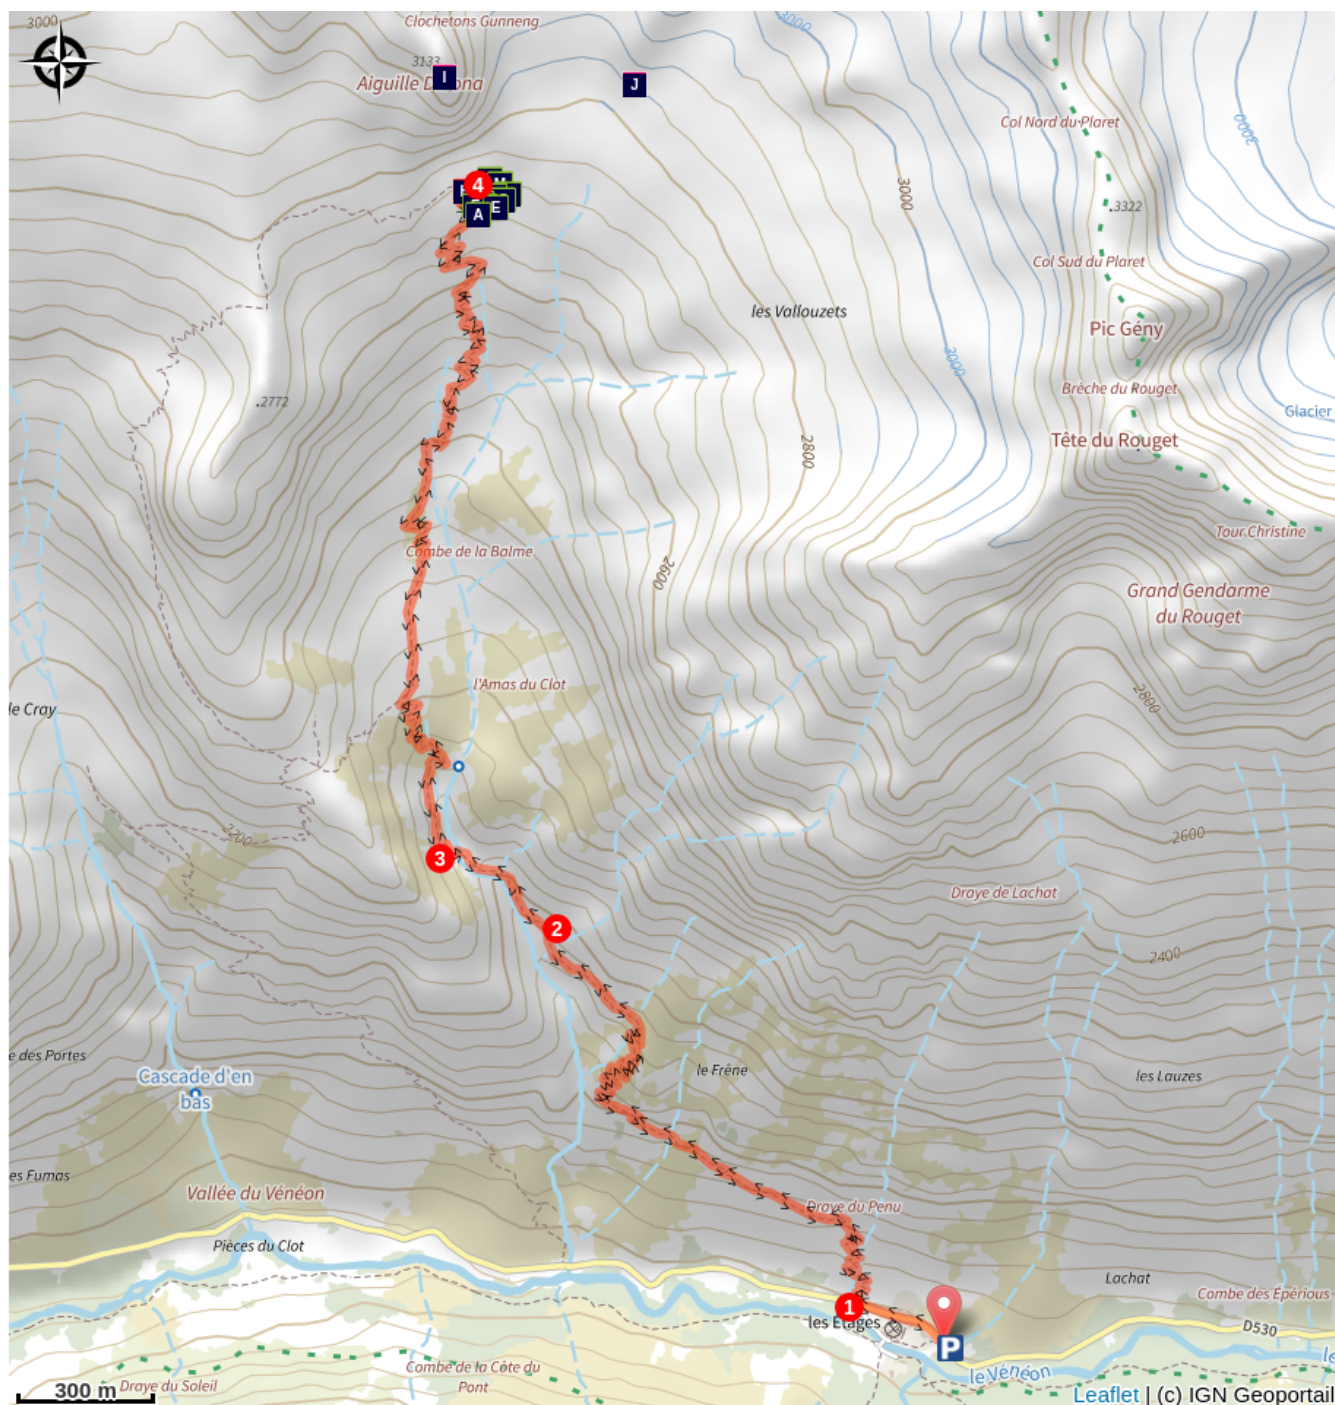 3000
Clochetons Gunneng
3000
3133
I
J
Col Nord du Plaret
3000
4
A
E
3000
.3322
Col Sud du Plaret
les Vallouzets
Pic Gény
3000
Brèche du Rouget
.2772
Glacier
Tête du Rouget
2800
Tour Christine
Combe de la Balme
2600
Grand Gendarme
du Rouget
l'Amas du Clot
2800
le Cray
2200
2600
3
Draye de Lachat
2
2400
e des Portes
le Frêne
les Lauzes
Cascade d'en
bas
es Fumas
Vallée du Vénéon
Draye du Penu
Pièces du Clot
Lachat
Combe des Épérious
1
les Étages
D530
P
le Vénéon
le
Combe de la Côte du
Pont
300 m
Draye du Soleil
Leaflet | (c) IGN Geoportail